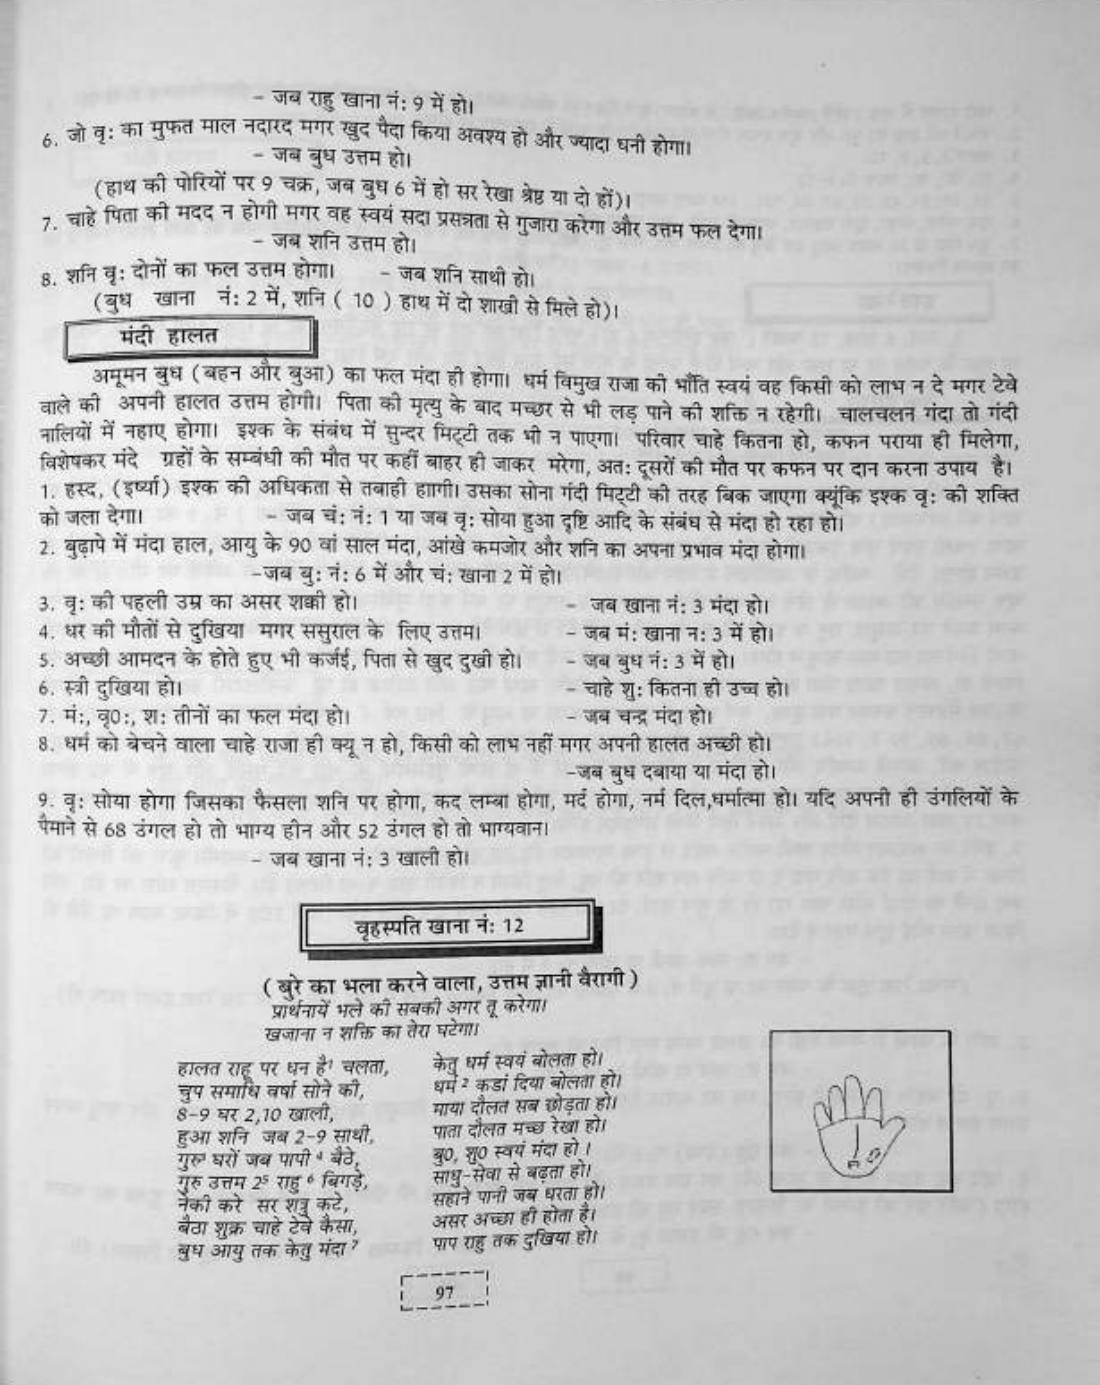 – जब राहु खाना नं: 9 में हो।
6. जो वृ: का मुफत माल नदारद मगर खुद पैदा किया अवश्य हो और ज्यादा धनी होगा।
– जब बुध उत्तम हो।
(हाथ की पोरियों पर 9 चक्र, जब बुध 6 में हो सर रेखा श्रेष्ठ या दो हों)।
7. चाहे पिता की मदद न होगी मगर वह स्वयं सदा प्रसन्नता से गुजारा करेगा और उत्तम फल देगा।
– जब शनि उत्तम हो।
8. शनि वृ: दोनों का फल उत्तम होगा। – जब शनि साथी हो।
(बुध खाना नं: 2 में, शनि ( 10 ) हाथ में दो शाखी से मिले हो)।
मंदी हालत
अमूमन बुध (बहन और बुआ) का फल मंदा ही होगा। धर्म विमुख राजा की भाँति स्वयं वह किसी को लाभ न दे मगर टेवे
वाले की अपनी हालत उत्तम होगी। पिता की मृत्यु के बाद मच्छर से भी लड़ पाने की शक्ति न रहेगी। चालचलन गंदा तो गंदी
नालियों में नहाए होगा। इश्क के संबंध में सुन्दर मिट्टी तक भी न पाएगा। परिवार चाहे कितना हो, कफन पराया ही मिलेगा,
विशेषकर मंदे ग्रहों के सम्बंधी की मौत पर कहीं बाहर ही जाकर मरेगा, अत: दूसरों की मौत पर कफन पर दान करना उपाय है।
1. हस्द, (इर्ष्या) इश्क की अधिकता से तबाही हागी। उसका सोना गंदी मिट्टी की तरह बिक जाएगा क्यूंकि इश्क वृ: की शक्ति
को जला देगा। – जब चं: नं: 1 या जब वृ: सोया हुआ दृष्टि आदि के संबंध से मंदा हो रहा हो।
2. बुढ़ापे में मंदा हाल, आयु के 90 वां साल मंदा, आंखे कमजोर और शनि का अपना प्रभाव मंदा होगा।
–जब बु: नं: 6 में और चं: खाना 2 में हो।
3. वृ: की पहली उम्र का असर शक्की हो। – जब खाना नं: 3 मंदा हो।
4. धर की मौतों से दुखिया मगर ससुराल के लिए उत्तम। – जब मं: खाना न: 3 में हो।
5. अच्छी आमदन के होते हुए भी कर्जई, पिता से खुद दुखी हो। – जब बुध नं: 3 में हो।
6. स्त्री दुखिया हो। – चाहे शु: कितना ही उच्च हो।
7. मं:, वृ0:, श: तीनों का फल मंदा हो। – जब चन्द्र मंदा हो।
8. धर्म को बेचने वाला चाहे राजा ही क्यू न हो, किसी को लाभ नहीं मगर अपनी हालत अच्छी हो।
–जब बुध दबाया या मंदा हो।
9. वृ: सोया होगा जिसका फैसला शनि पर होगा, कद लम्बा होगा, मर्द होगा, नर्म दिल,धर्मात्मा हो। यदि अपनी ही उंगलियों के
पैमाने से 68 उंगल हो तो भाग्य हीन और 52 उंगल हो तो भाग्यवान।
– जब खाना नं: 3 खाली हो।
वृहस्पति खाना नं: 12
( बुरे का भला करने वाला, उत्तम ज्ञानी वैरागी )
प्रार्थनायें भले की सबकी अगर तू करेगा।
खजाना न शक्ति का तेरा घटेगा।
हालत राहू पर धन है¹ चलता, केतु धर्म स्वयं बोलता हो।
चुप समाधि वर्षा सोने की, धर्म ² कडां दिया बोलता हो।
8-9 घर 2,10 खाली, माया दौलत सब छोड़ता हो।
हुआ शनि जब 2-9 साथी, पाता दौलत मच्छ रेखा हो।
गुरु³ घरों जब पापी ⁴ बैठे, बु0, शु0 स्वयं मंदा हो ।
गुरु उत्तम 2⁵ राहु ⁶ बिगड़े, साधु-सेवा से बढ़ता हो।
नेकी करे सर शत्रु कटे, सहाने पानी जब धरता हो।
बैठा शुक्र चाहे टेवे कैसा, असर अच्छा ही होता है।
बुध आयु तक केतु मंदा ⁷ पाप राहु तक दुखिया हो।
97